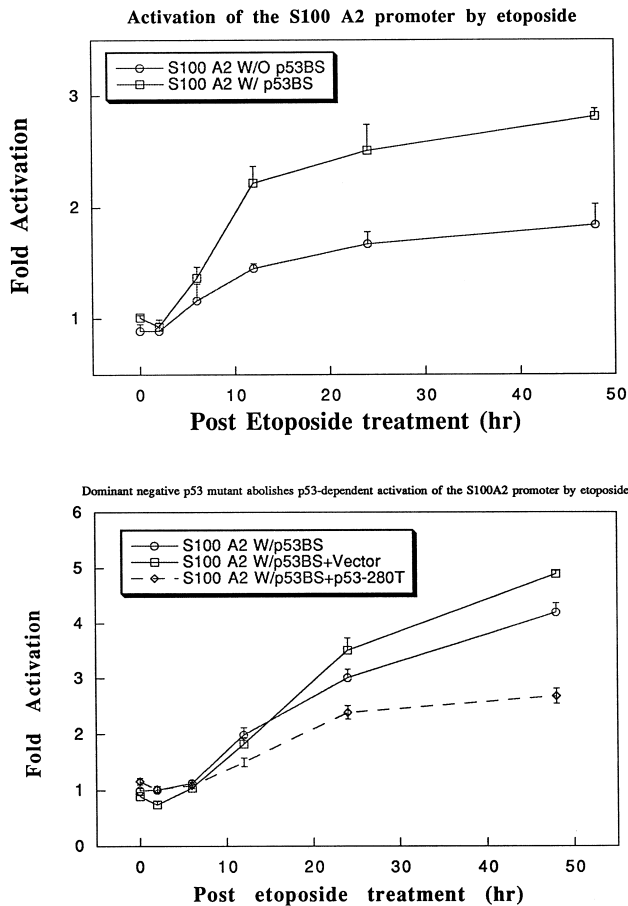 Activation of the S100 A2 promoter by etoposide
S100 A2 W/O p53BS
S100 A2 W/ p53BS
3
2
1
Fold Activation
0 10 20 30 40 50
Post Etoposide treatment (hr)
Dominant negative p53 mutant abolishes p53-dependent activation of the S100A2 promoter by etoposide
6
S100 A2 W/p53BS
S100 A2 W/p53BS+Vector
S100 A2 W/p53BS+p53-280T
5
4
3
2
1
0
Fold Activation
0 10 20 30 40 50
Post etoposide treatment (hr)